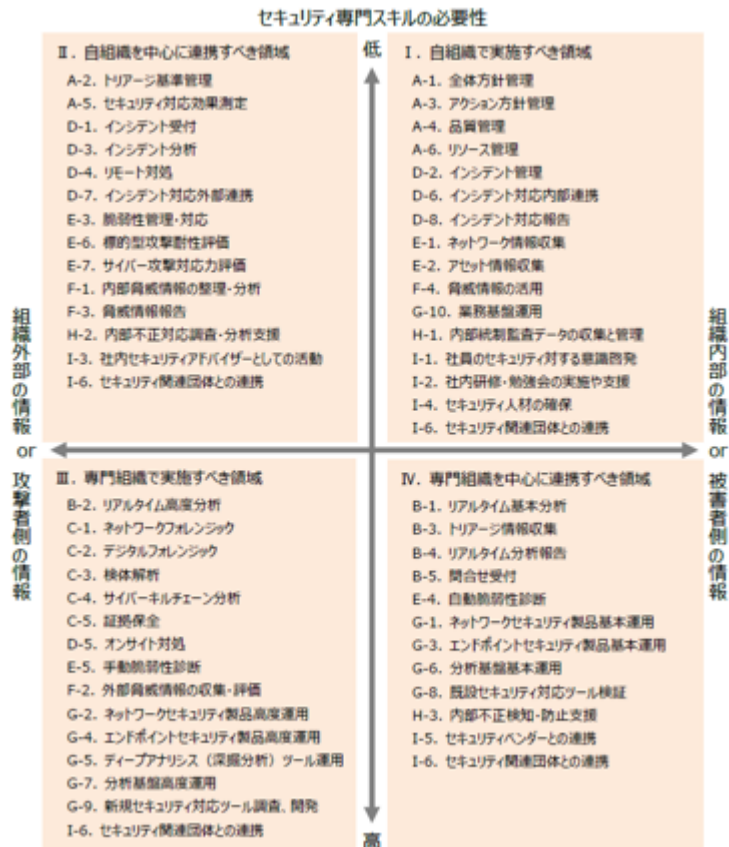 セキュリティ専門スキルの必要性
低
Ⅱ．自組織を中心に連携すべき領域
A-2．トリアージ基準管理
A-5．セキュリティ対応効果測定
D-1．インシデント受付
D-3．インシデント分析
D-4．リモート対処
D-7．インシデント対応外部連携
E-3．脆弱性管理・対応
E-6．標的型攻撃耐性評価
E-7．サイバー攻撃対応力評価
F-1．内部脅威情報の整理・分析
F-3．脅威情報報告
H-2．内部不正対応調査・分析支援
I-3．社内セキュリティアドバイザーとしての活動
I-6．セキュリティ関連団体との連携
Ⅰ．自組織で実施すべき領域
A-1．全体方針管理
A-3．アクション方針管理
A-4．品質管理
A-6．リソース管理
D-2．インシデント管理
D-6．インシデント対応内部連携
D-8．インシデント対応報告
E-1．ネットワーク情報収集
E-2．アセット情報収集
F-4．脅威情報の活用
G-10．業務基盤運用
H-1．内部統制監査データの収集と管理
I-1．社員のセキュリティ対する意識啓発
I-2．社内研修・勉強会の実施や支援
I-4．セキュリティ人材の確保
I-6．セキュリティ関連団体との連携
組織外部の情報
or
攻撃者側の情報
組織内部の情報
or
被害者側の情報
Ⅲ．専門組織で実施すべき領域
B-2．リアルタイム高度分析
C-1．ネットワークフォレンジック
C-2．デジタルフォレンジック
C-3．検体解析
C-4．サイバーキルチェーン分析
C-5．証拠保全
D-5．オンサイト対処
E-5．手動脆弱性診断
F-2．外部脅威情報の収集・評価
G-2．ネットワークセキュリティ製品高度運用
G-4．エンドポイントセキュリティ製品高度運用
G-5．ディープアナリシス（深掘分析）ツール運用
G-7．分析基盤高度運用
G-9．新規セキュリティ対応ツール調査、開発
I-6．セキュリティ関連団体との連携
Ⅳ．専門組織を中心に連携すべき領域
B-1．リアルタイム基本分析
B-3．トリアージ情報収集
B-4．リアルタイム分析報告
B-5．問合せ受付
E-4．自動脆弱性診断
G-1．ネットワークセキュリティ製品基本運用
G-3．エンドポイントセキュリティ製品基本運用
G-6．分析基盤基本運用
G-8．既設セキュリティ対応ツール検証
H-3．内部不正検知・防止支援
I-5．セキュリティベンダーとの連携
I-6．セキュリティ関連団体との連携
高